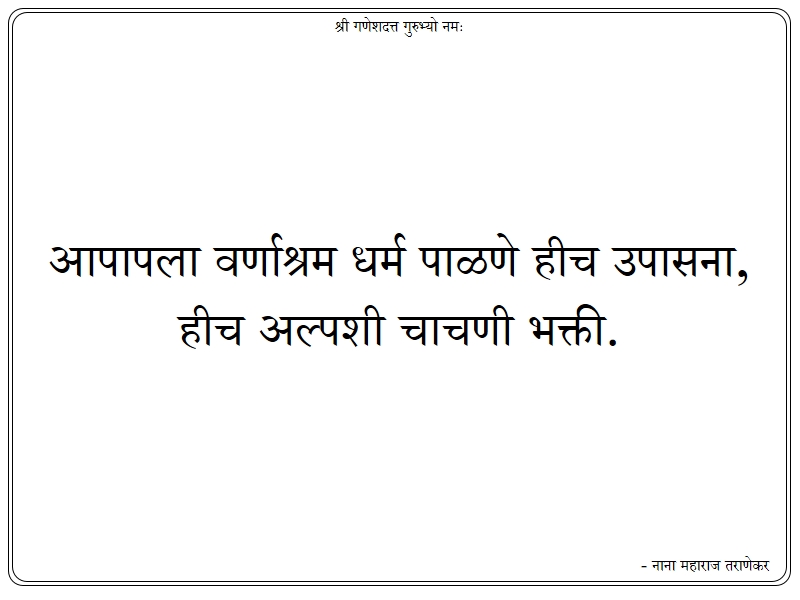 श्री गणेशदत्त गुरुभ्यो नमः
आपापला वर्णाश्रम धर्म पाळणे हीच उपासना,
हीच अल्पशी चाचणी भक्ती.
- नाना महाराज तराणेकर